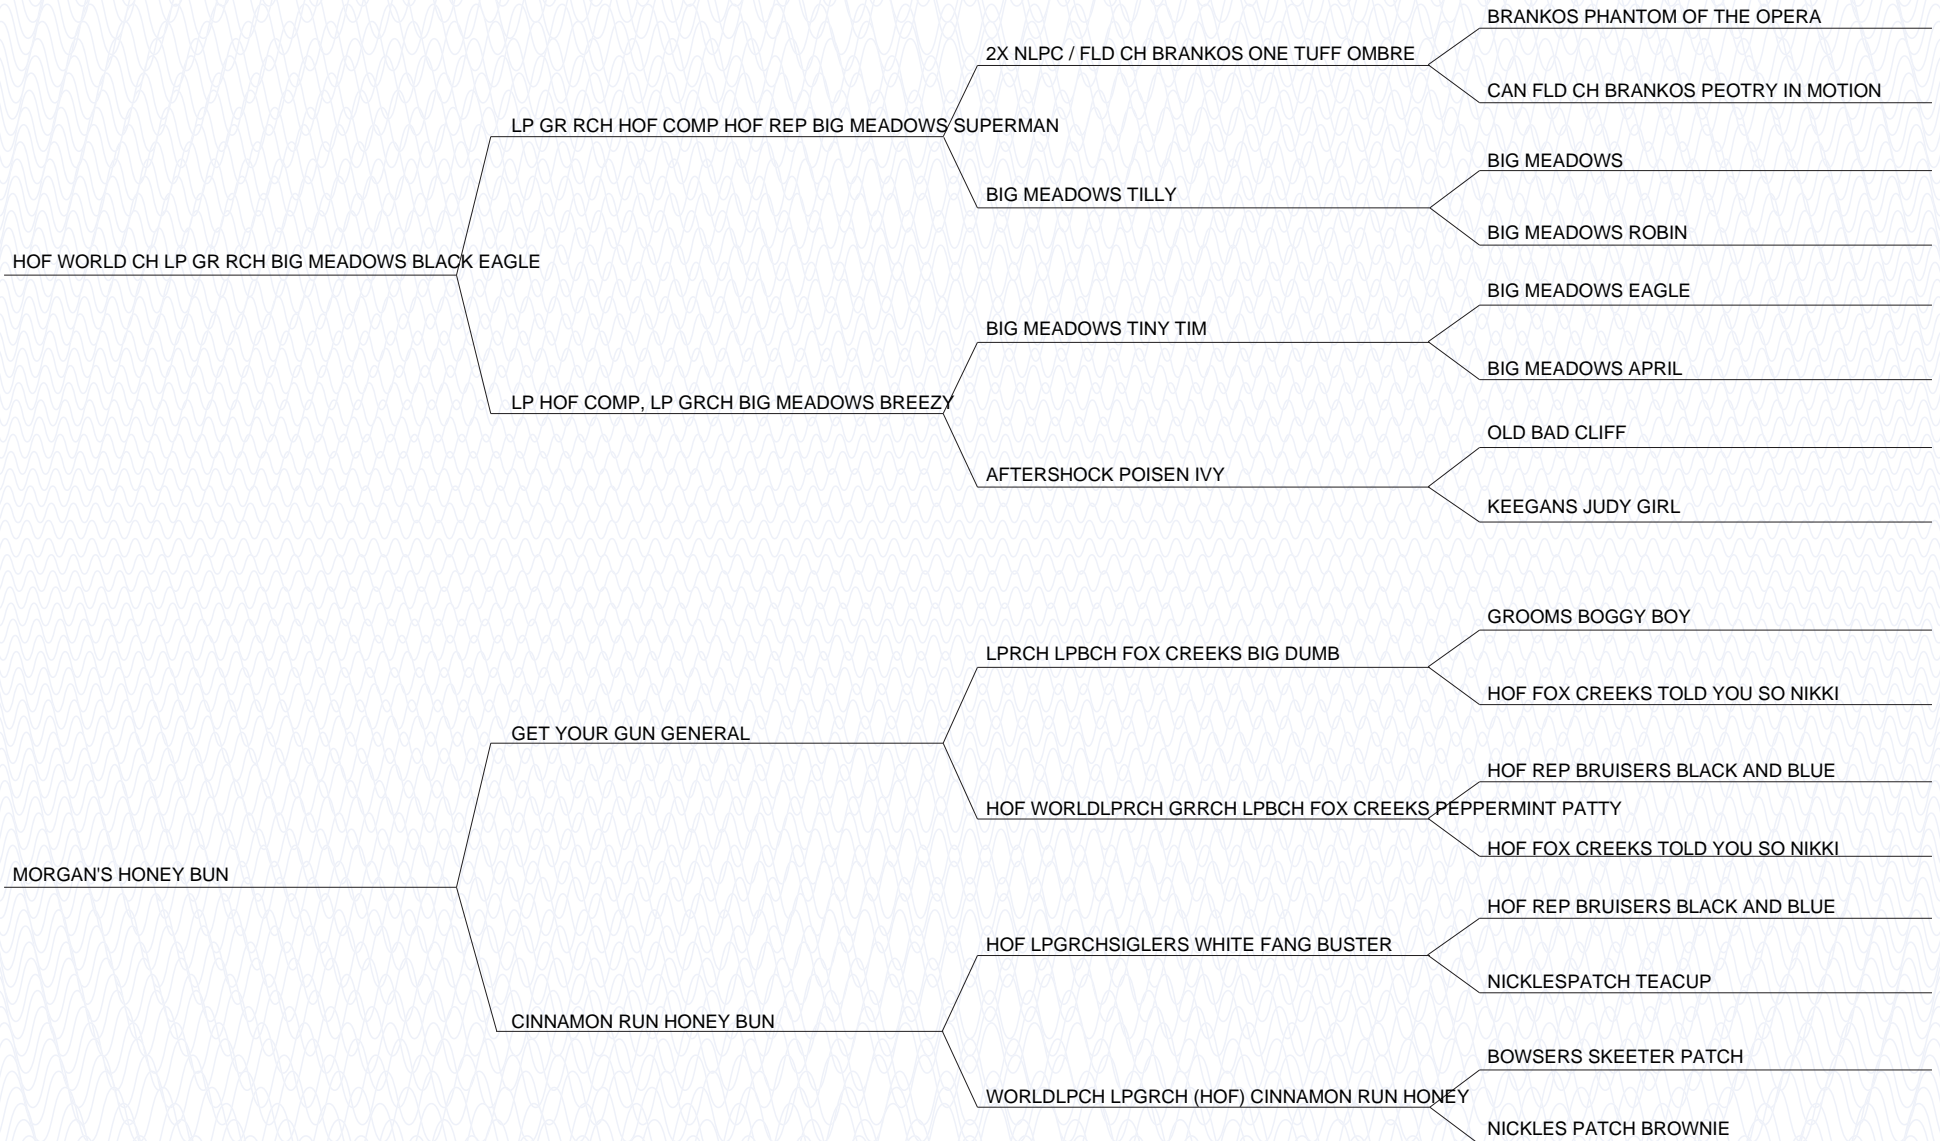 BRANKOS PHANTOM OF THE OPERA
2X NLPC / FLD CH BRANKOS ONE TUFF OMBRE
CAN FLD CH BRANKOS PEOTRY IN MOTION
LP GR RCH HOF COMP HOF REP BIG MEADOWS SUPERMAN
BIG MEADOWS
BIG MEADOWS TILLY
BIG MEADOWS ROBIN
HOF WORLD CH LP GR RCH BIG MEADOWS BLACK EAGLE
BIG MEADOWS EAGLE
BIG MEADOWS TINY TIM
BIG MEADOWS APRIL
LP HOF COMP, LP GRCH BIG MEADOWS BREEZY
OLD BAD CLIFF
AFTERSHOCK POISEN IVY
KEEGANS JUDY GIRL
GROOMS BOGGY BOY
LPRCH LPBCH FOX CREEKS BIG DUMB
HOF FOX CREEKS TOLD YOU SO NIKKI
GET YOUR GUN GENERAL
HOF REP BRUISERS BLACK AND BLUE
HOF WORLDLPRCH GRRCH LPBCH FOX CREEKS PEPPERMINT PATTY
HOF FOX CREEKS TOLD YOU SO NIKKI
MORGAN'S HONEY BUN
HOF REP BRUISERS BLACK AND BLUE
HOF LPGRCHSIGLERS WHITE FANG BUSTER
NICKLESPATCH TEACUP
CINNAMON RUN HONEY BUN
BOWSERS SKEETER PATCH
WORLDLPCH LPGRCH (HOF) CINNAMON RUN HONEY
NICKLES PATCH BROWNIE